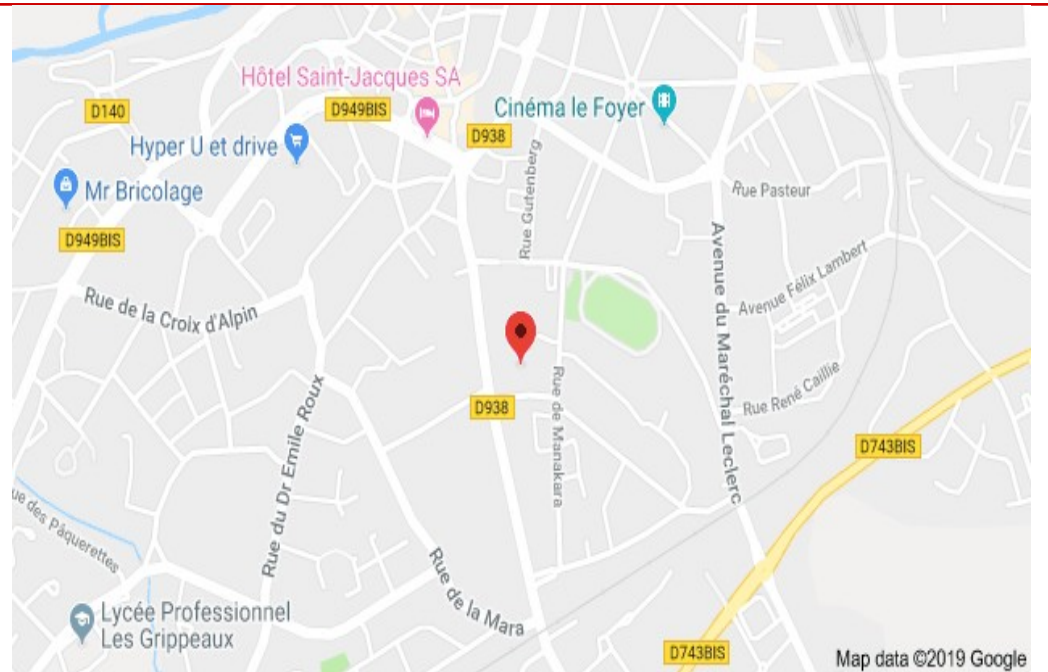 Hôtel Saint-Jacques SA
D140
D949BIS
Cinéma le Foyer
D938
Hyper U et drive
Mr Bricolage
Rue Gutenberg
Rue Pasteur
D949BIS
Avenue Félix Lambert
Avenue du Maréchal Leclerc
Rue de la Croix d'Alpin
Rue de Manakara
Rue René Caillie
D938
Rue du Dr Emile Roux
D743BIS
ue des Pâquerettes
Rue de la Mara
Lycée Professionnel
Les Grippeaux
D743BIS
Map data ©2019 Google